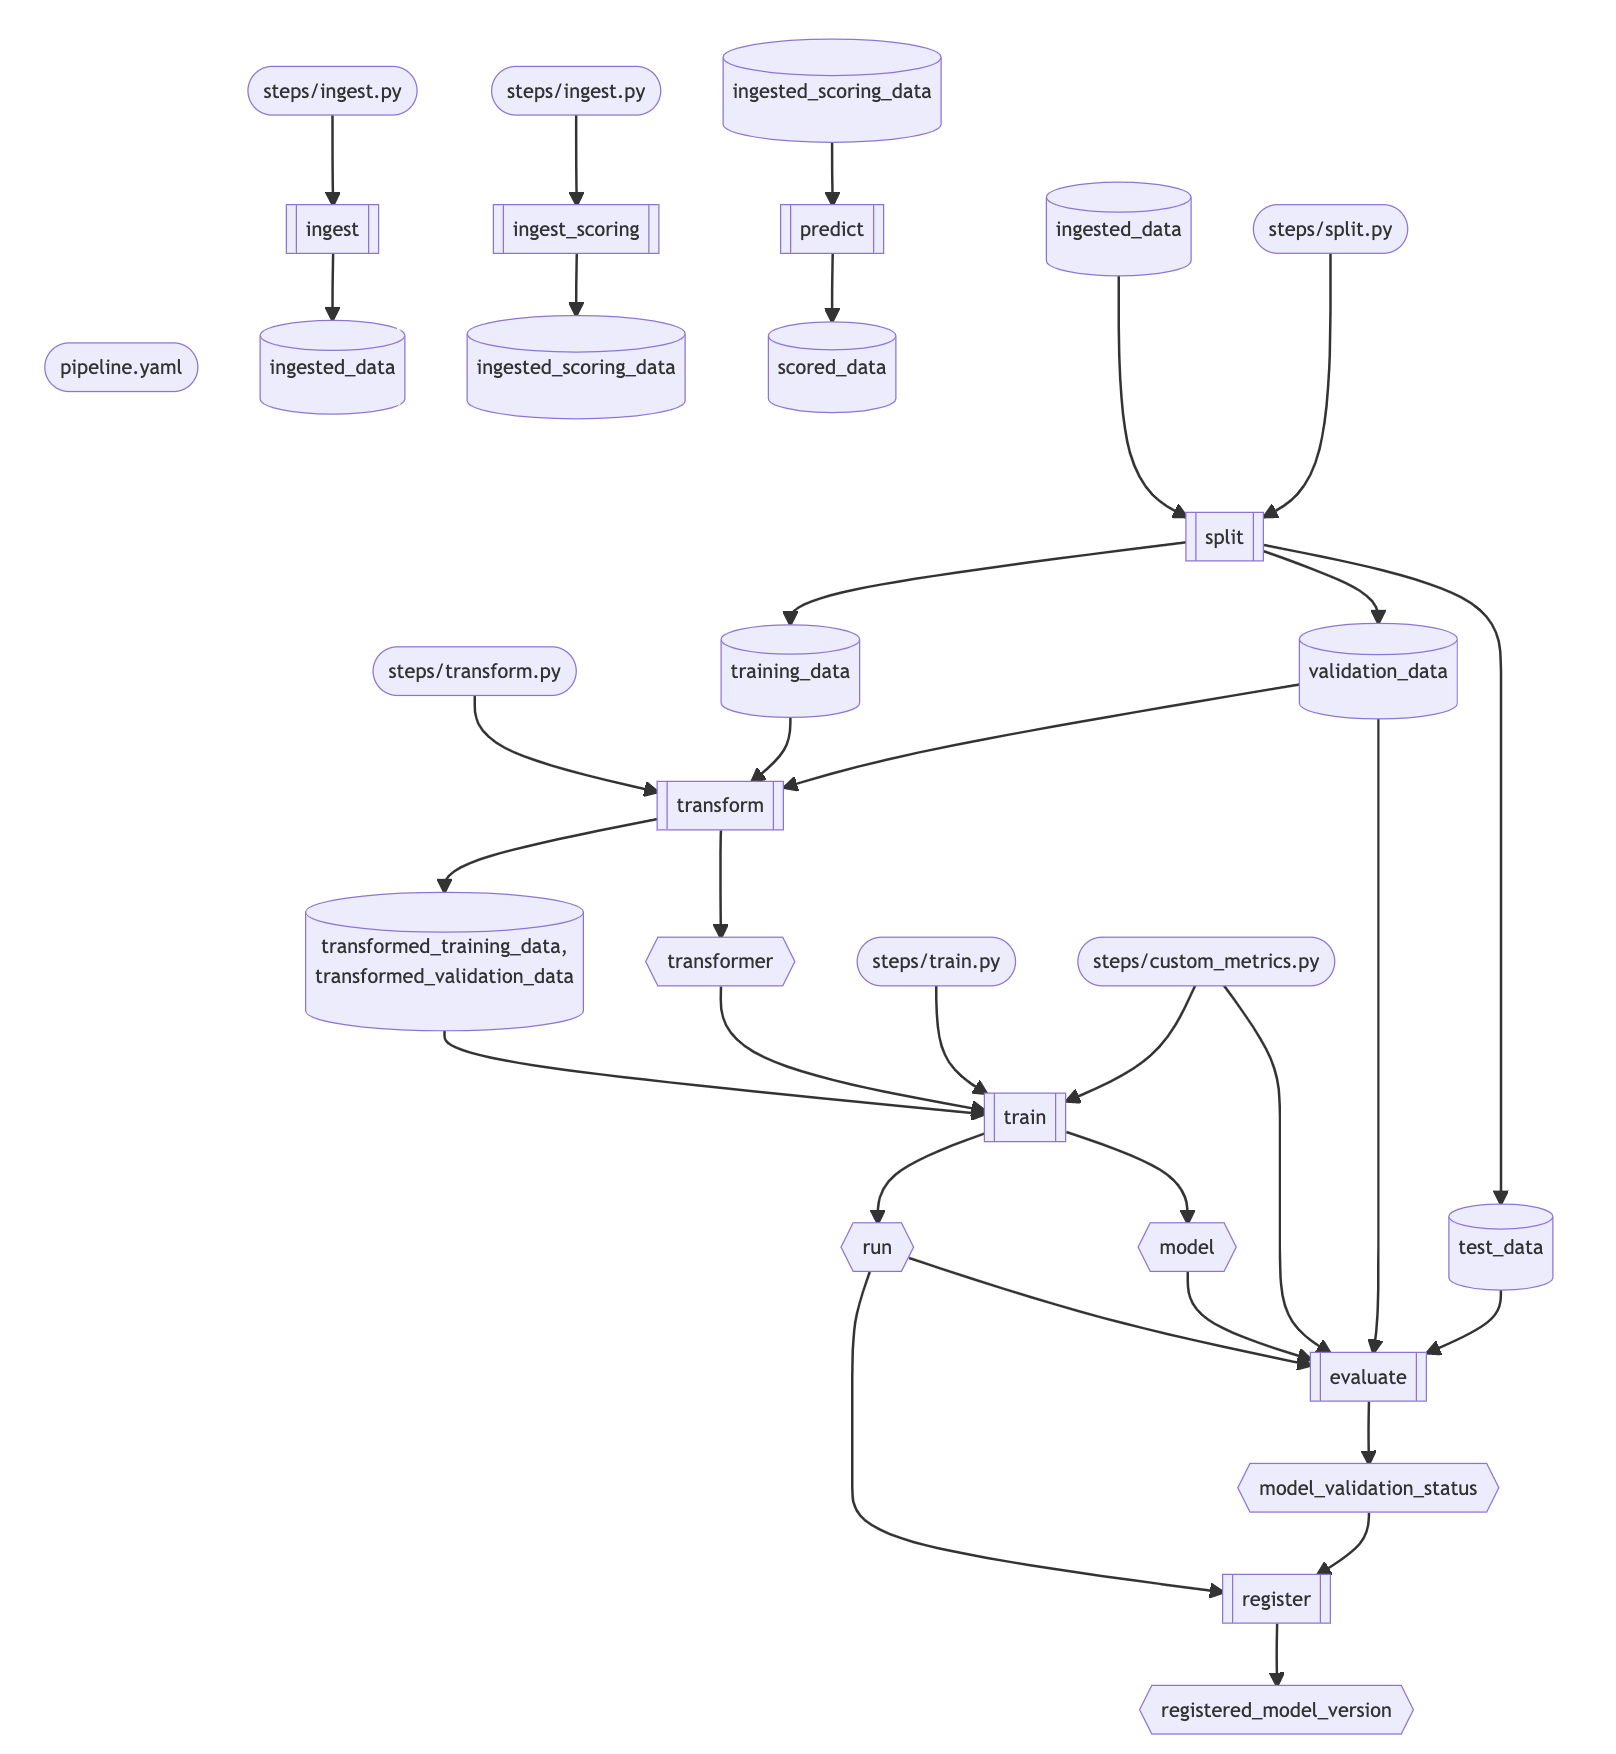 steps/ingest.py
steps/ingest.py
ingested_scoring_data
ingest
ingest_scoring
predict
ingested_data
steps/split.py
pipeline.yaml
ingested_data
ingested_scoring_data
scored_data
split
steps/transform.py
training_data
validation_data
transform
transformed_training_data,
transformed_validation_data
transformer
steps/train.py
steps/custom_metrics.py
train
run
model
test_data
evaluate
model_validation_status
register
registered_model_version